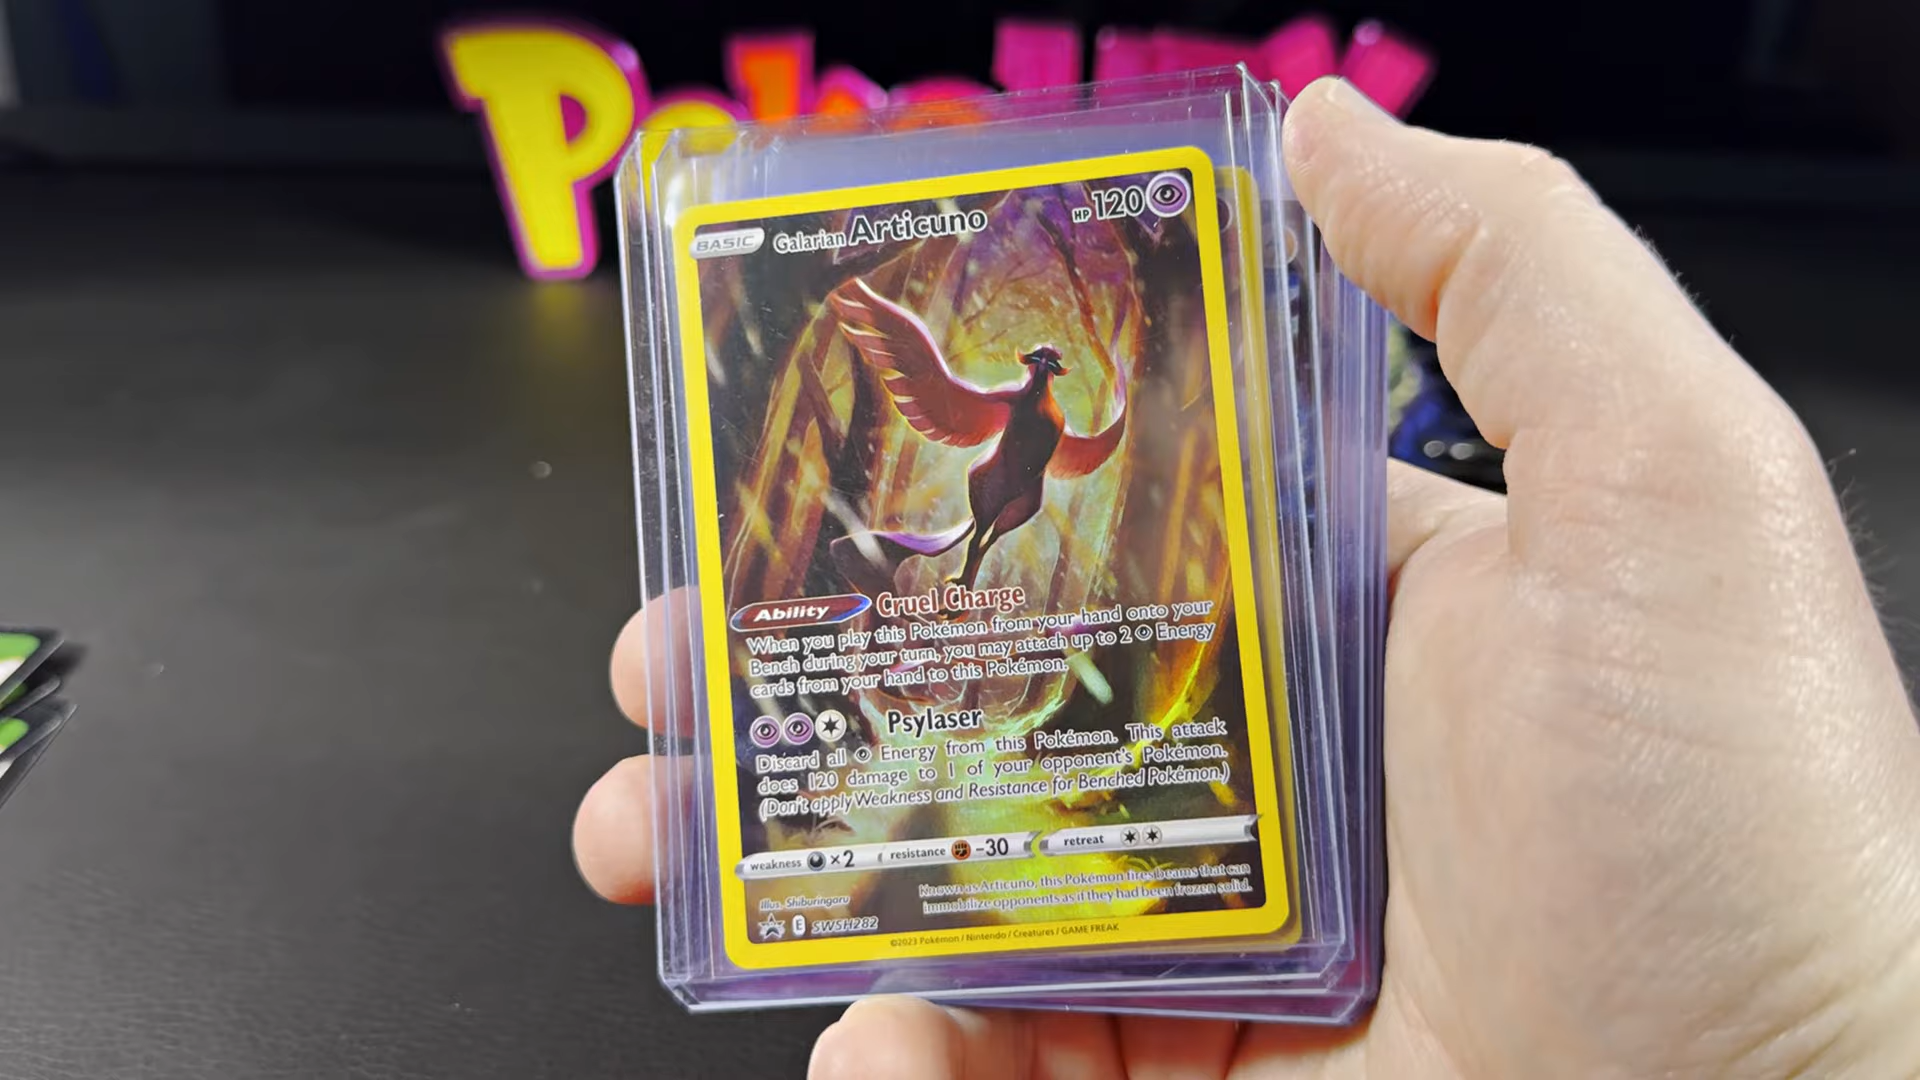 BASIC Galarian Articuno HP 120
Ability Cruel Charge
When you play this Pokémon from your hand onto your
Bench during your turn, you may attach up to 2 Energy
cards from your hand to this Pokémon.
Psylaser
Discard all Energy from this Pokémon. This attack
does 120 damage to 1 of your opponent's Pokémon.
(Don't apply Weakness and Resistance for Benched Pokémon.)
weakness ×2 resistance -30 retreat
Known as Articuno, this Pokémon fires beams that can
immobilize opponents as if they had been frozen solid.
Illus. Shiburingaru
E SWSH282
©2023 Pokémon / Nintendo / Creatures / GAME FREAK